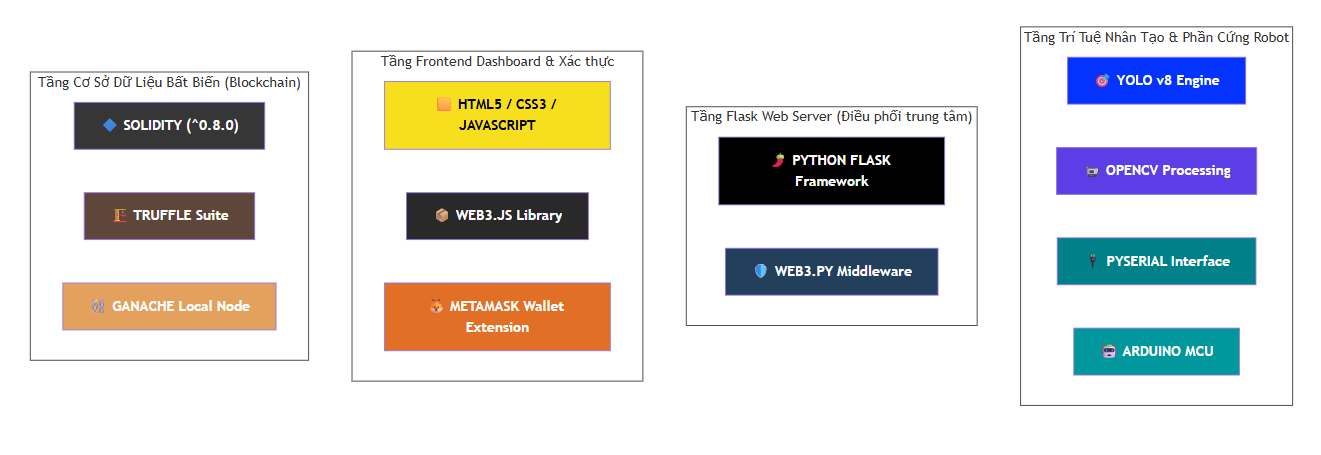 Tầng Cơ Sở Dữ Liệu Bất Biến (Blockchain)
SOLIDITY (^0.8.0)
TRUFFLE Suite
GANACHE Local Node
Tầng Frontend Dashboard & Xác thực
HTML5 / CSS3 /
JAVASCRIPT
WEB3.JS Library
METAMASK Wallet
Extension
Tầng Flask Web Server (Điều phối trung tâm)
PYTHON FLASK
Framework
WEB3.PY Middleware
Tầng Trí Tuệ Nhân Tạo & Phần Cứng Robot
YOLO v8 Engine
OPENCV Processing
PYSERIAL Interface
ARDUINO MCU